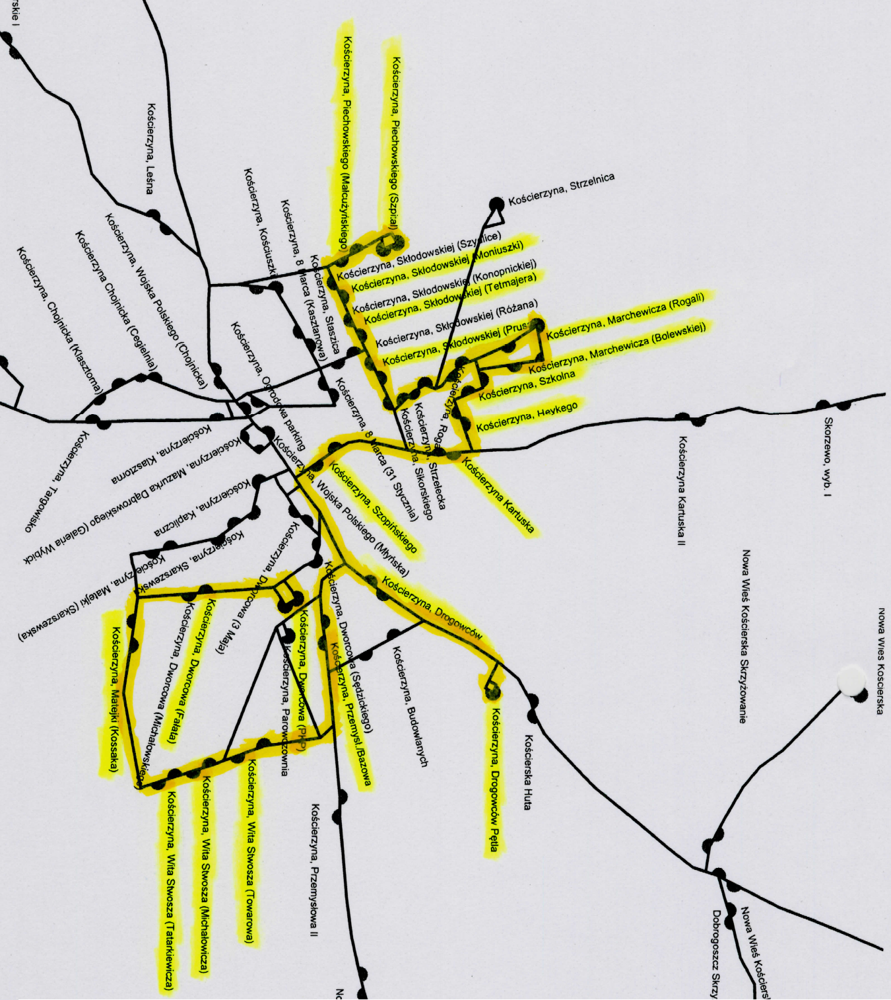 Kościerzyna, Leśna
Kościerzyna, Piechowskiego (Małcużyńskiego)
Kościerzyna, Piechowskiego (Szpital)
Kościerzyna, Strzelnica
Kościerzyna, Kościuszki
Kościerzyna, 8 Marca (Kasztanowa)
Kościerzyna, Staszica
Kościerzyna, Skłodowskiej
Kościerzyna, Skłodowskiej (Moniuszki)
Kościerzyna, Skłodowskiej (Konopnickiej)
Kościerzyna, Skłodowskiej (Tetmajera)
Kościerzyna, Skłodowskiej (Różana)
Kościerzyna, Skłodowskiej
Kościerzyna, Marchewicza (Rogali)
Kościerzyna, Marchewicza (Bolewskiej)
Kościerzyna, Szkolna
Kościerzyna, Heykego
Kościerzyna, Wojska Polskiego (Chojnicka)
Kościerzyna Chojnicka (Cegielnia)
Kościerzyna, Chojnicka (Klasztorna)
Kościerzyna, Ogrodowa parking
Kościerzyna, 8 Marca (31 Stycznia)
Kościerzyna, Sikorskiego
Kościerzyna, Strzelecka
Kościerzyna,
Kościerzyna Kartuska
Kościerzyna Kartuska II
Skorzewo, wyb. I
Kościerzyna, Targowisko
Kościerzyna, Klasztorna
Kościerzyna, Mazurka Dąbrowskiego (Galeria Wybick
Kościerzyna, Kapliczna
Kościerzyna, Skarszewska
Kościerzyna, Matejki (Skarszewska)
Kościerzyna, Wojska Polskiego (Młyńska)
Kościerzyna, Szopińskiego
Kościerzyna, Dworcowa (3 Maja)
Kościerzyna, Dworcowa (Sędzickiego)
Kościerzyna, Drogowców
Kościerzyna, Matejki (Kossaka)
Kościerzyna, Dworcowa (Michałowskiego)
Kościerzyna, Dworcowa (Fałata)
Kościerzyna, Dworcowa (PKP)
Kościerzyna, Parowozownia
Kościerzyna, Przemysł./Bazowa
Kościerzyna, Budowlanych
Kościerzyna, Drogowców Pętla
Kościerska Huta
Kościerzyna, Wita Stwosza (Tatarkiewicza)
Kościerzyna, Wita Stwosza (Michałowicza)
Kościerzyna, Wita Stwosza (Towarowa)
Kościerzyna, Przemysłowa II
Nowa Wieś Kościerska Skrzyżowanie
Nowa Wieś Kościerska
Nowa Wieś Kościersk
Dobrogoszcz Skrzy